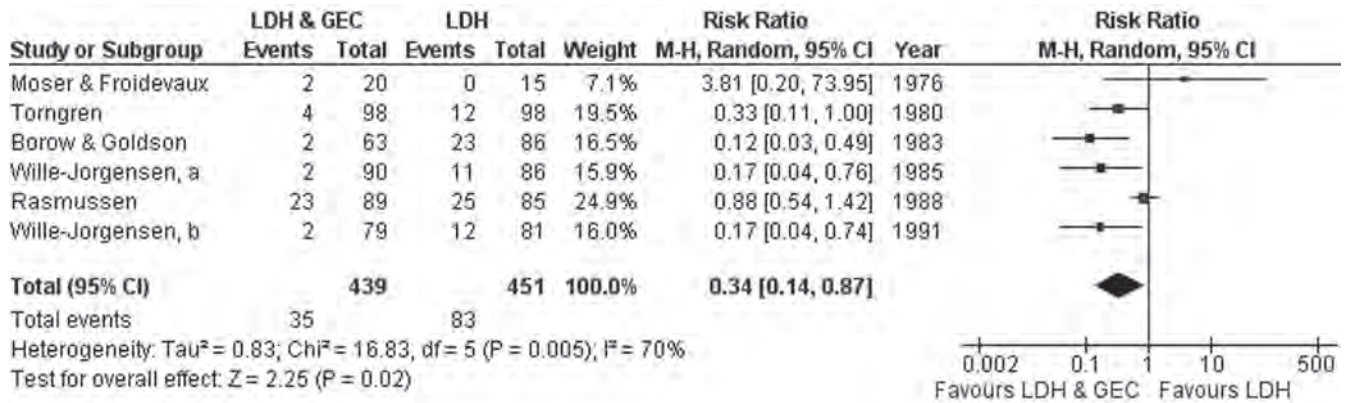 LDH & GEC LDH Risk Ratio Risk Ratio
Study or Subgroup Events Total Events Total Weight M-H, Random, 95% CI Year M-H, Random, 95% CI
Moser & Froidevaux 2 20 0 15 7.1% 3.81 [0.20, 73.95] 1976
Torngren 4 98 12 98 19.5% 0.33 [0.11, 1.00] 1980
Borow & Goldson 2 63 23 86 16.5% 0.12 [0.03, 0.49] 1983
Wille-Jorgensen, a 2 90 11 86 15.9% 0.17 [0.04, 0.76] 1985
Rasmussen 23 89 25 85 24.9% 0.88 [0.54, 1.42] 1988
Wille-Jorgensen, b 2 79 12 81 16.0% 0.17 [0.04, 0.74] 1991
Total (95% CI) 439 451 100.0% 0.34 [0.14, 0.87]
Total events 35 83
Heterogeneity: Tau² = 0.83; Chi² = 16.83, df = 5 (P = 0.005); I² = 70%
Test for overall effect: Z = 2.25 (P = 0.02)
0.002 0.1 1 10 500
Favours LDH & GEC Favours LDH